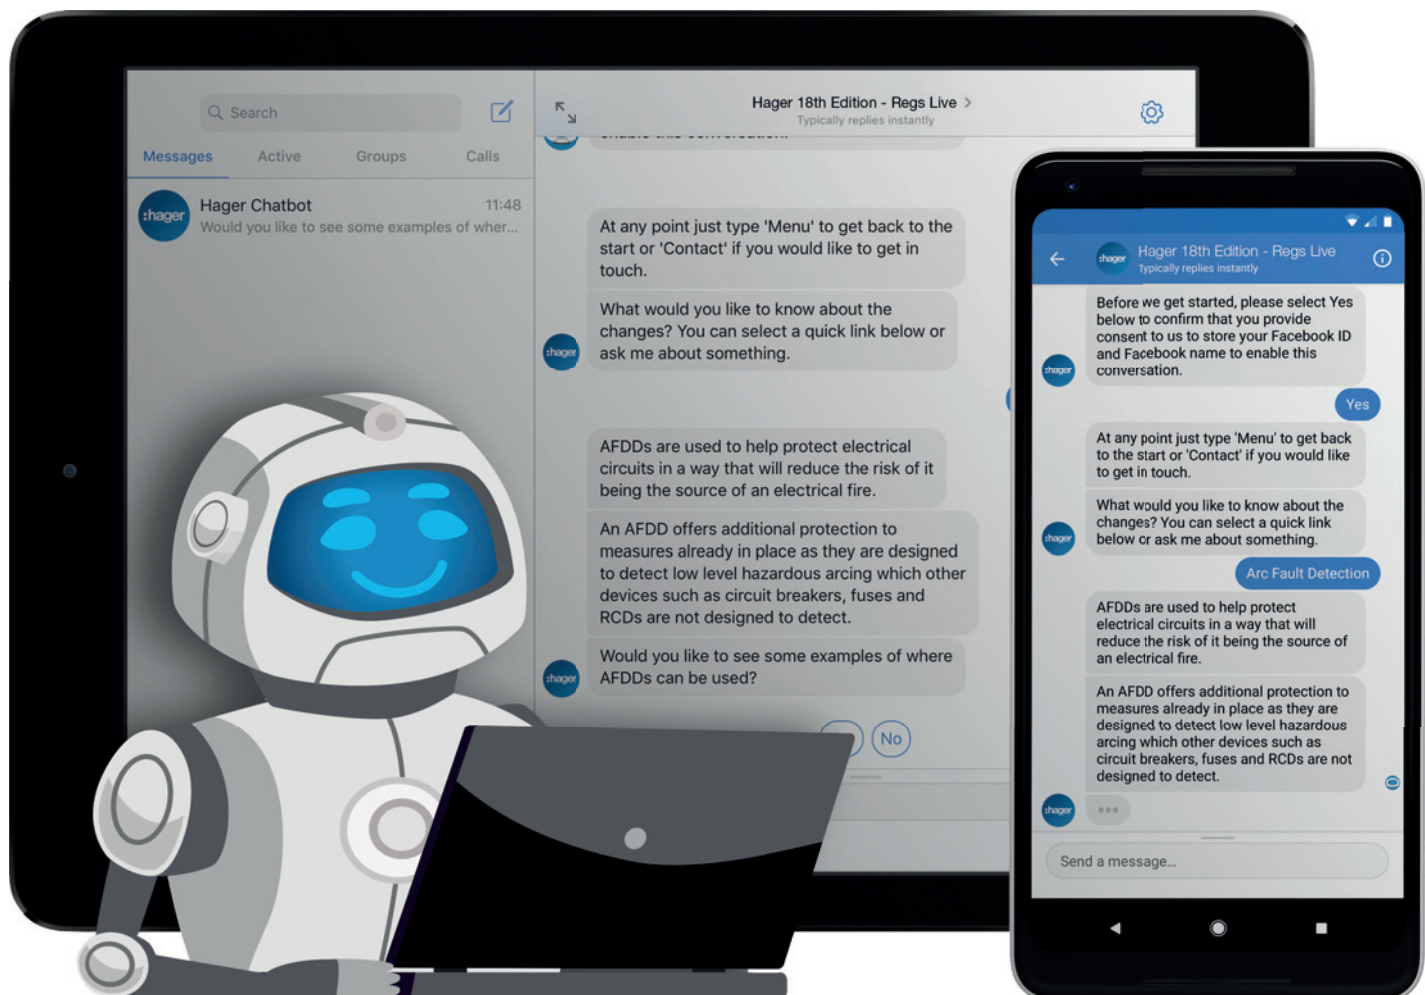 Search
Messages
Active
Groups
Calls
:hager
Hager Chatbot
11:48
Would you like to see some examples of wher...
Hager 18th Edition - Regs Live >
Typically replies instantly
enable this conversation.
At any point just type 'Menu' to get back to the
start or 'Contact' if you would like to get in
touch.
What would you like to know about the
changes? You can select a quick link below or
ask me about something.
:hager
AFDDs are used to help protect electrical
circuits in a way that will reduce the risk of it
being the source of an electrical fire.
An AFDD offers additional protection to
measures already in place as they are designed
to detect low level hazardous arcing which other
devices such as circuit breakers, fuses and
RCDs are not designed to detect.
Would you like to see some examples of where
AFDDs can be used?
:hager
No
:hager
Hager 18th Edition - Regs Live
Typically replies instantly
Before we get started, please select Yes
below to confirm that you provide
consent to us to store your Facebook ID
and Facebook name to enable this
conversation.
:hager
Yes
At any point just type 'Menu' to get back
to the start or 'Contact' if you would like
to get in touch.
What would you like to know about the
changes? You can select a quick link
below or ask me about something.
:hager
Arc Fault Detection
AFDDs are used to help protect
electrical circuits in a way that will
reduce the risk of it being the source of
an electrical fire.
An AFDD offers additional protection to
measures already in place as they are
designed to detect low level hazardous
arcing which other devices such as
circuit breakers, fuses and RCDs are not
designed to detect.
:hager
Send a message...